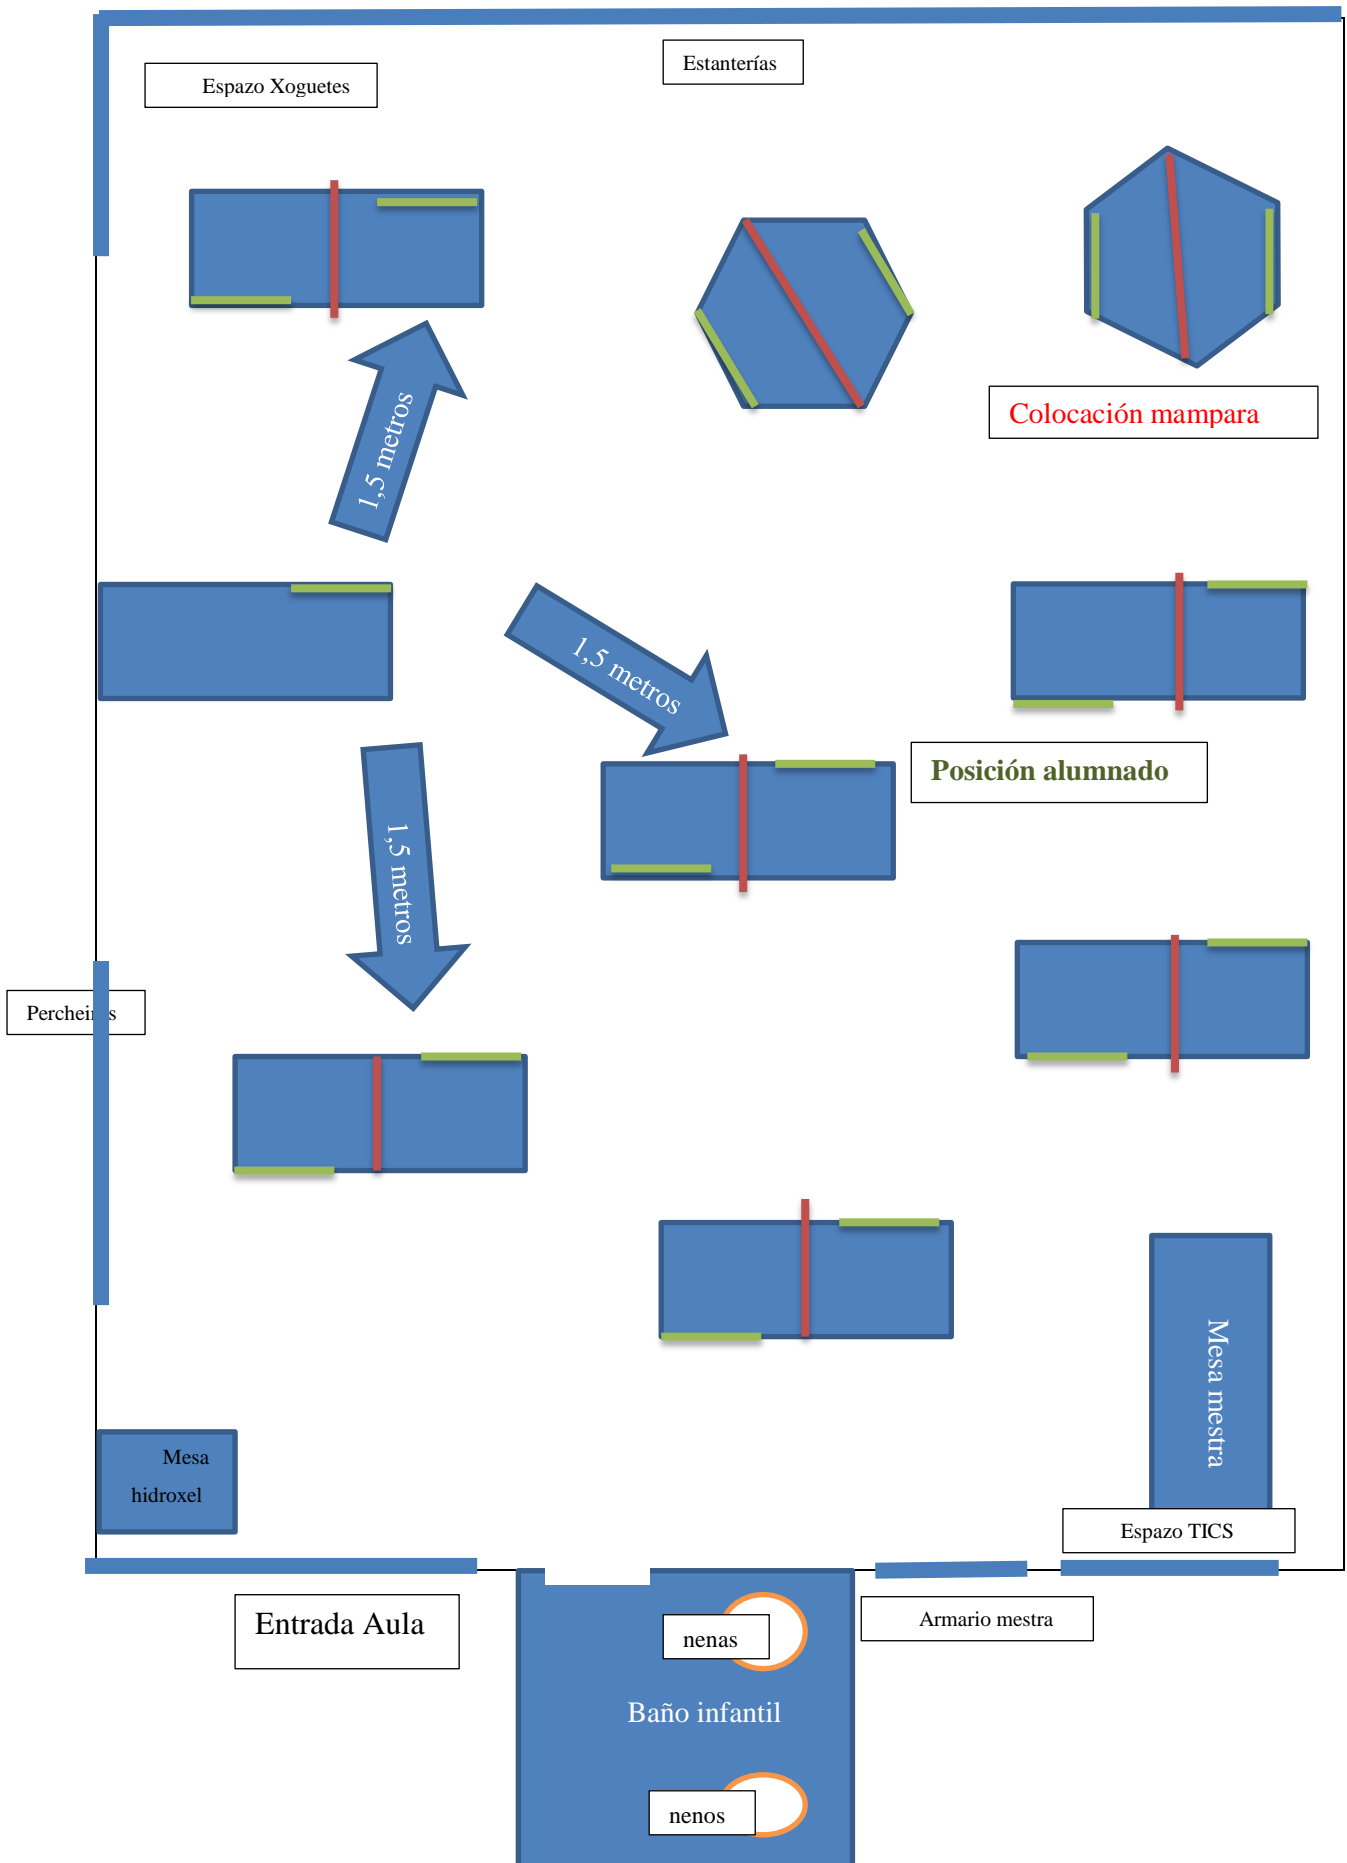 Espazo Xoguetes
Estanterías
Colocación mampara
1,5 metros
1,5 metros
Posición alumnado
1,5 metros
Percheiros
Mesa mestra
Mesa
hidroxel
Espazo TICS
Entrada Aula
Armario mestra
nenas
Baño infantil
nenos